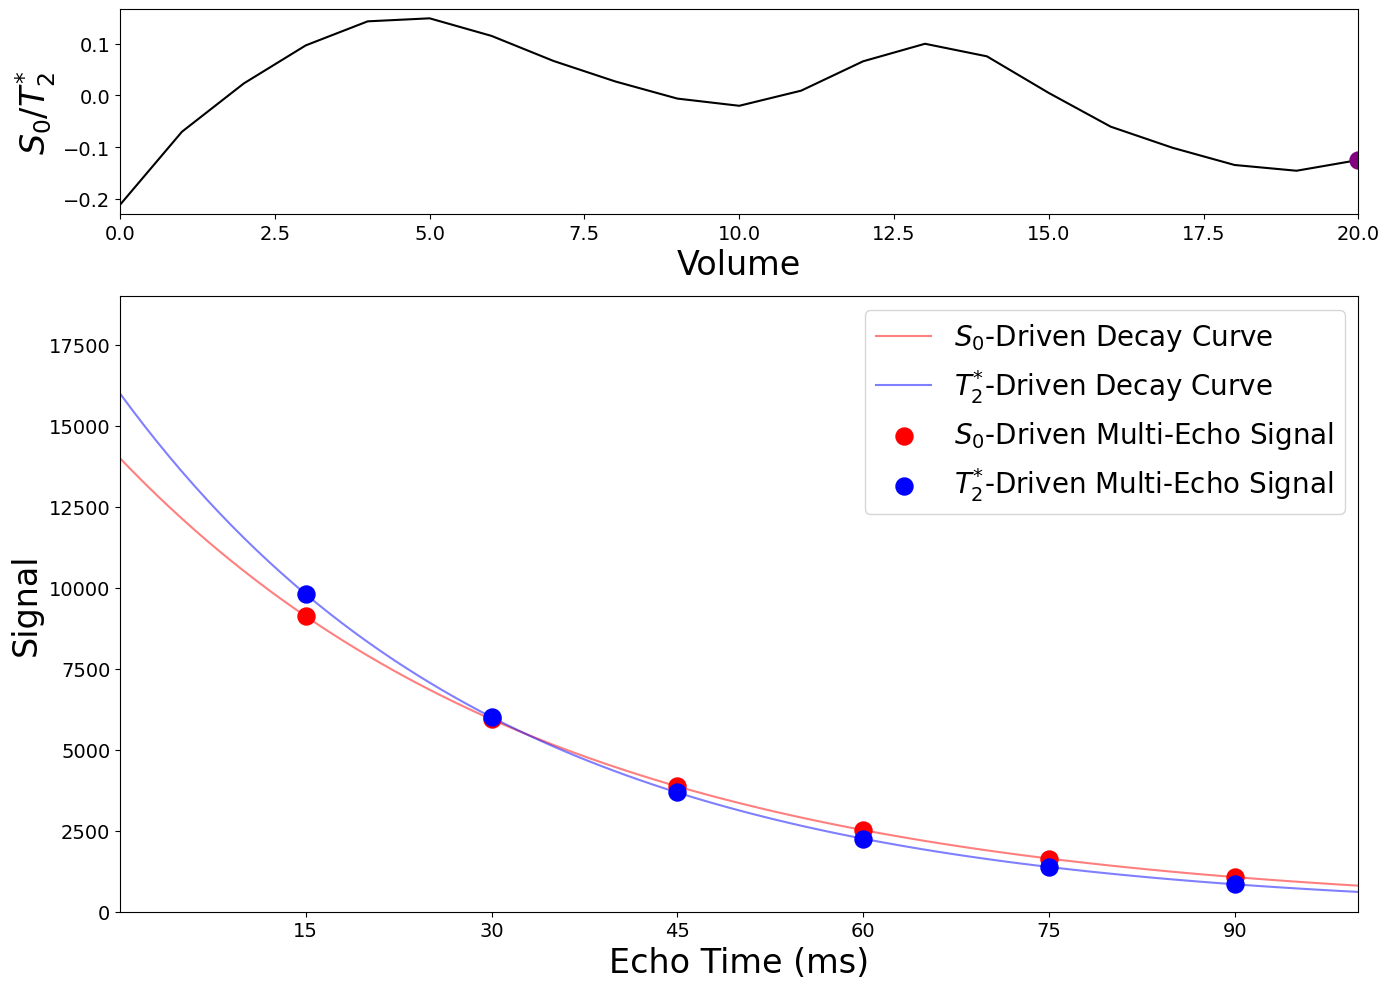 S₀/T₂*
0.1
0.0
−0.1
−0.2
0.0 2.5 5.0 7.5 10.0 12.5 15.0 17.5 20.0
Volume
S₀-Driven Decay Curve
T₂*-Driven Decay Curve
S₀-Driven Multi-Echo Signal
T₂*-Driven Multi-Echo Signal
Signal
17500
15000
12500
10000
7500
5000
2500
0
15 30 45 60 75 90
Echo Time (ms)